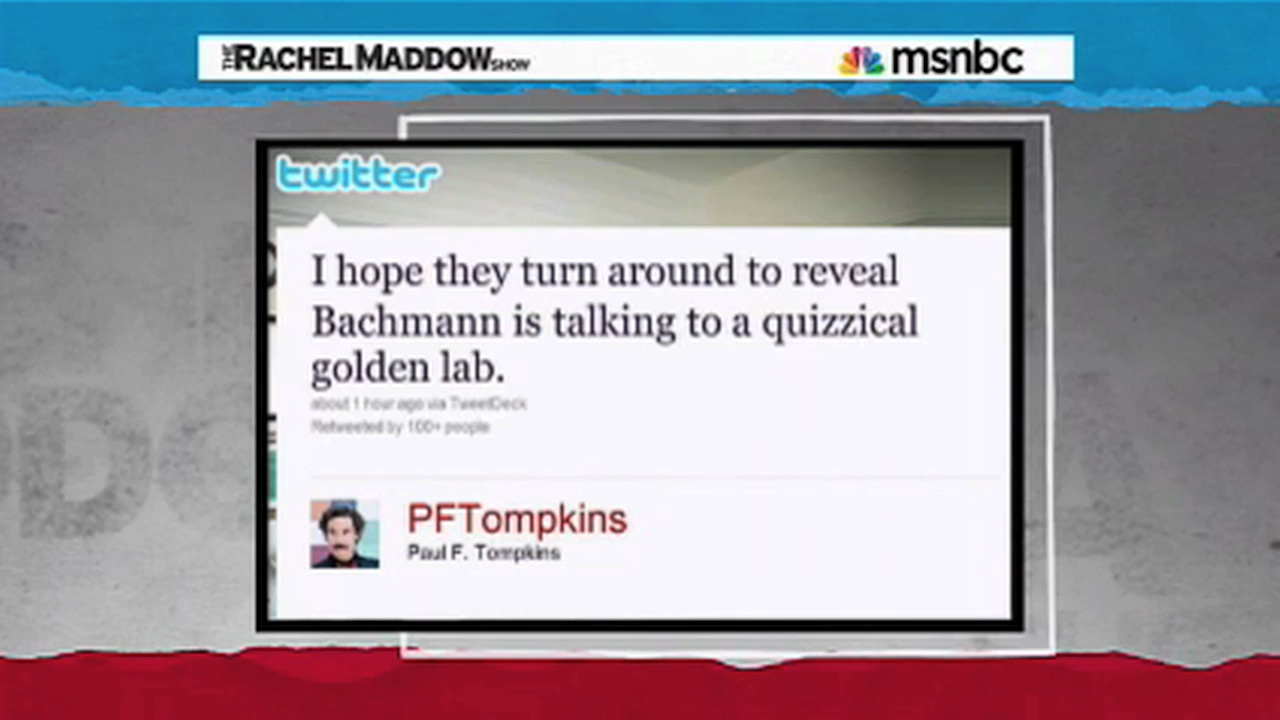 THE RACHEL MADDOW SHOW
msnbc
twitter
I hope they turn around to reveal
Bachmann is talking to a quizzical
golden lab.
about 1 hour ago via TweetDeck
Retweeted by 100+ people
PFTompkins
Paul F. Tompkins